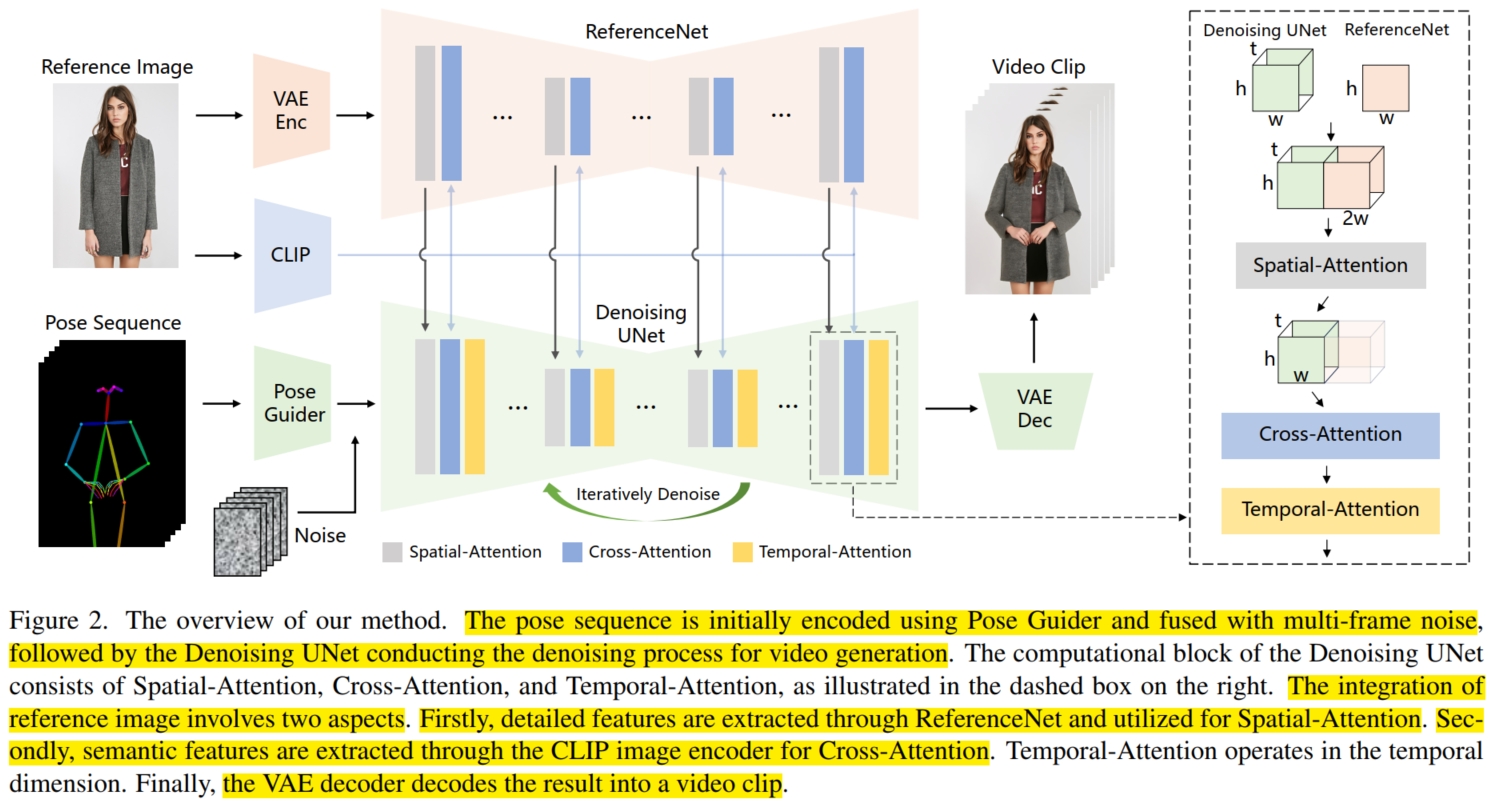 Reference Image
VAE
Enc
CLIP
Pose Sequence
Pose
Guider
Noise
ReferenceNet
...
...
...
Denoising
UNet
...
...
...
Iteratively Denoise
Spatial-Attention
Cross-Attention
Temporal-Attention
Video Clip
VAE
Dec
Denoising UNet
ReferenceNet
t
h
w
h
w
t
h
2w
Spatial-Attention
t
h
w
Cross-Attention
Temporal-Attention
Figure 2. The overview of our method. The pose sequence is initially encoded using Pose Guider and fused with multi-frame noise,
followed by the Denoising UNet conducting the denoising process for video generation. The computational block of the Denoising UNet
consists of Spatial-Attention, Cross-Attention, and Temporal-Attention, as illustrated in the dashed box on the right. The integration of
reference image involves two aspects. Firstly, detailed features are extracted through ReferenceNet and utilized for Spatial-Attention. Sec-
ondly, semantic features are extracted through the CLIP image encoder for Cross-Attention. Temporal-Attention operates in the temporal
dimension. Finally, the VAE decoder decodes the result into a video clip.